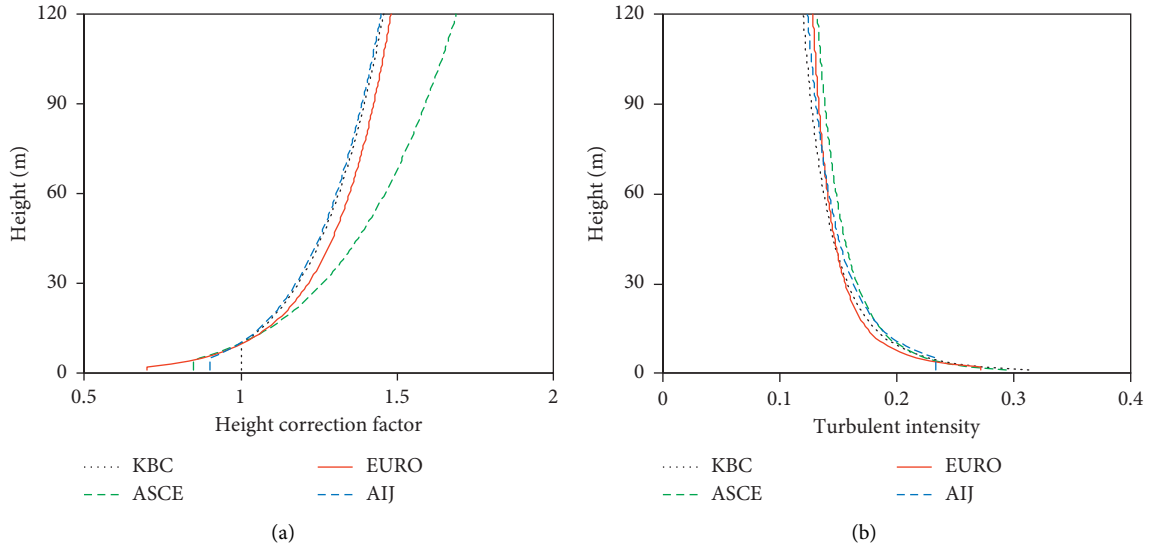 120
90
60
30
0
Height (m)
0.5
1
1.5
2
Height correction factor
KBC
EURO
ASCE
AIJ
(a)
120
90
60
30
0
Height (m)
0
0.1
0.2
0.3
0.4
Turbulent intensity
KBC
EURO
ASCE
AIJ
(b)